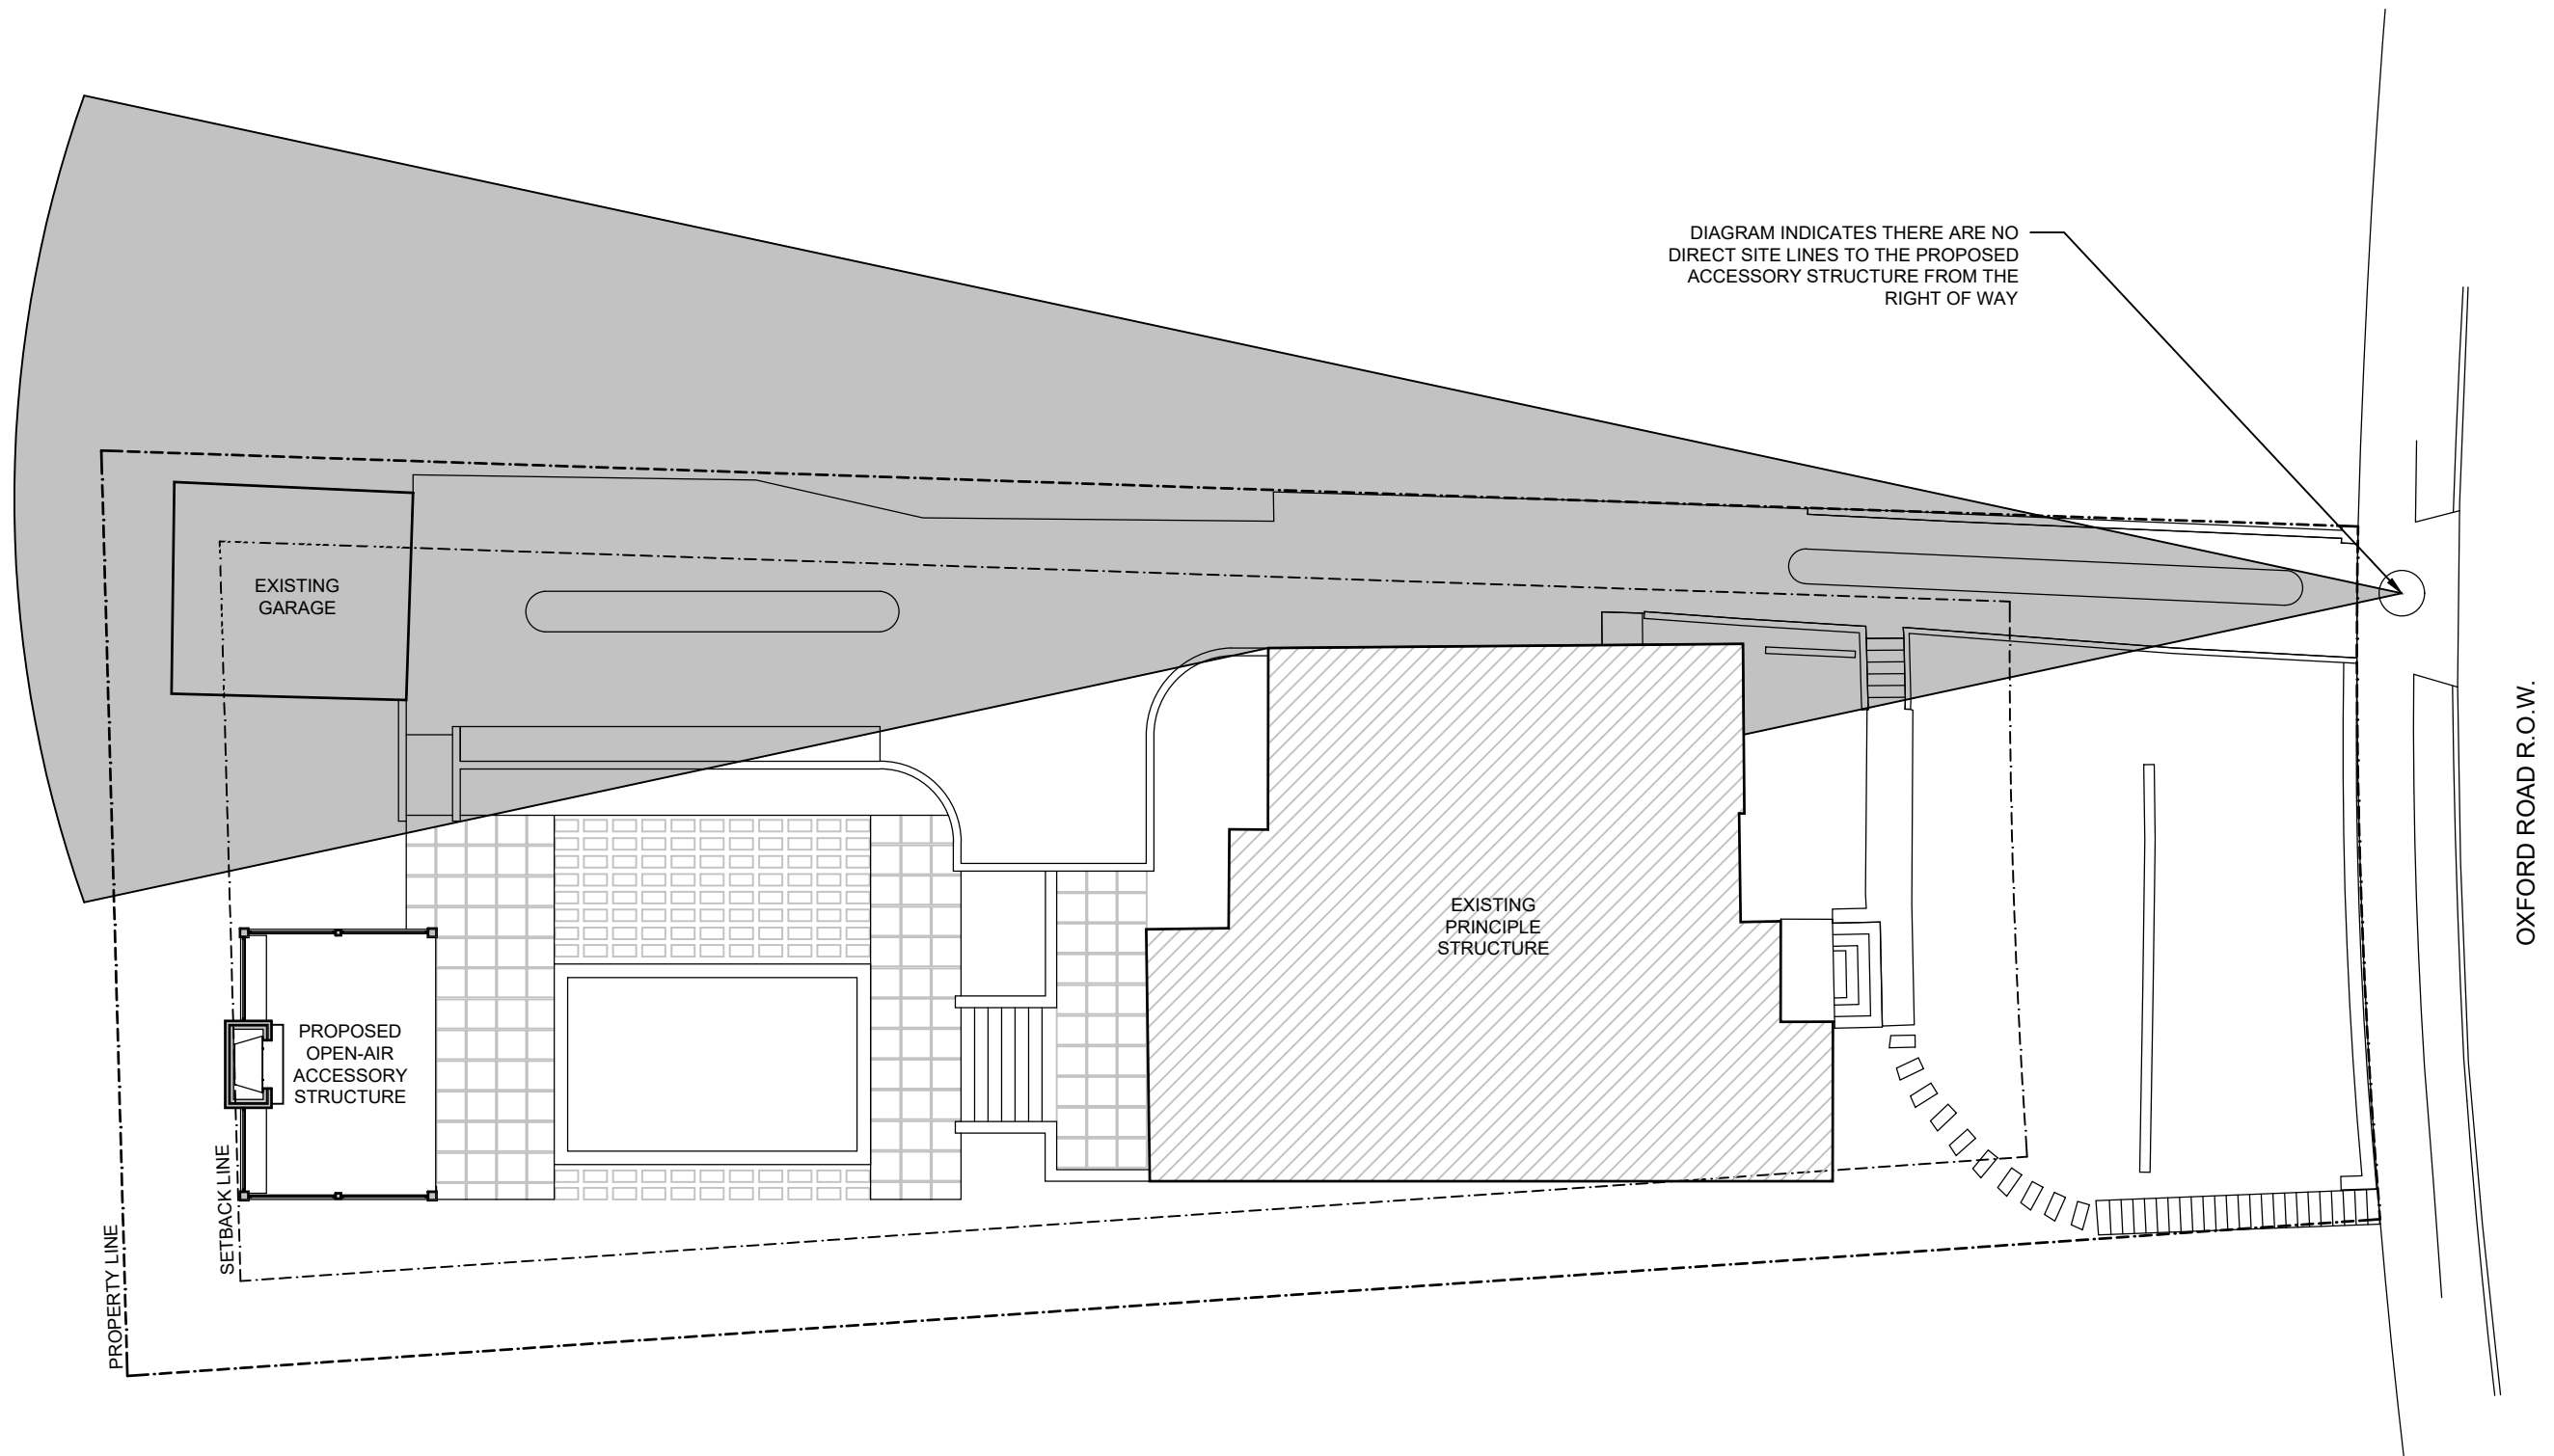 DIAGRAM INDICATES THERE ARE NO
DIRECT SITE LINES TO THE PROPOSED
ACCESSORY STRUCTURE FROM THE
RIGHT OF WAY
EXISTING
GARAGE
EXISTING
PRINCIPLE
STRUCTURE
PROPOSED
OPEN-AIR
ACCESSORY
STRUCTURE
SETBACK LINE
PROPERTY LINE
OXFORD ROAD R.O.W.